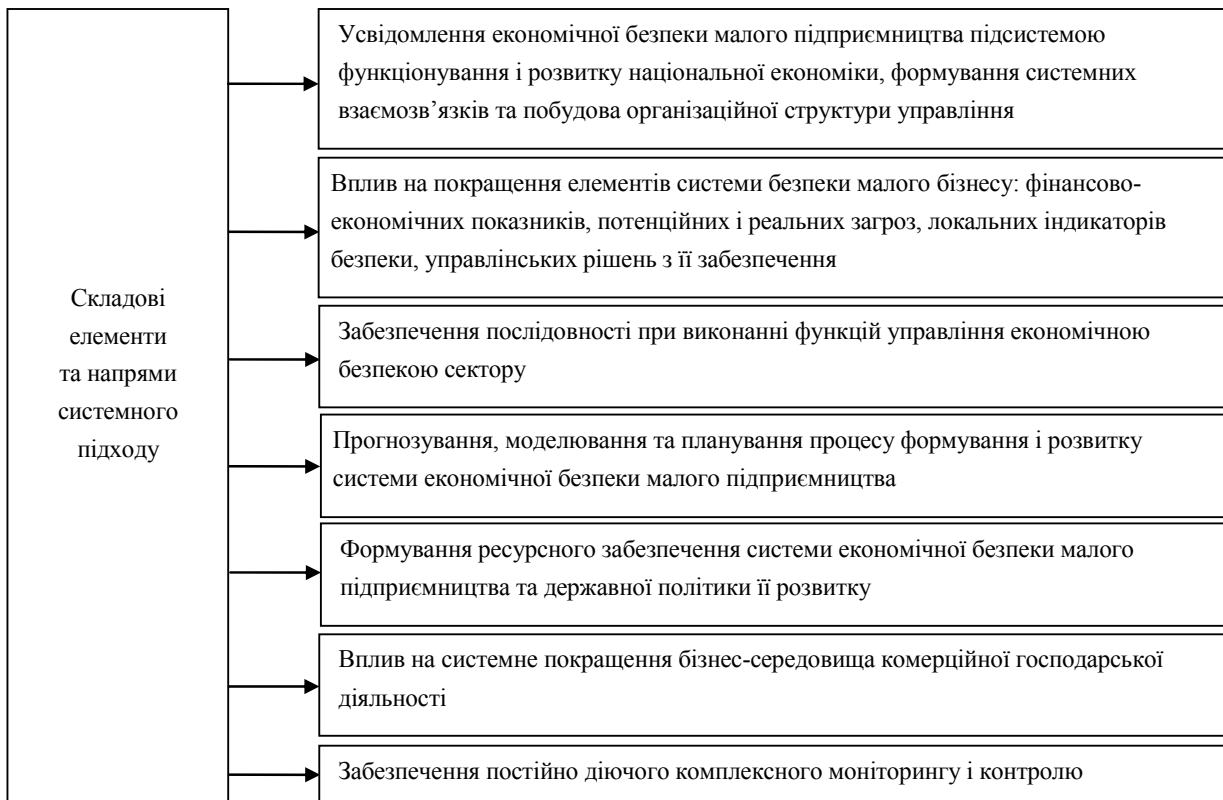 Складові
елементи
та напрями
системного
підходу
Усвідомлення економічної безпеки малого підприємництва підсистемою
функціонування і розвитку національної економіки, формування системних
взаємозв’язків та побудова організаційної структури управління
Вплив на покращення елементів системи безпеки малого бізнесу: фінансово-
економічних показників, потенційних і реальних загроз, локальних індикаторів
безпеки, управлінських рішень з її забезпечення
Забезпечення послідовності при виконанні функцій управління економічною
безпекою сектору
Прогнозування, моделювання та планування процесу формування і розвитку
системи економічної безпеки малого підприємництва
Формування ресурсного забезпечення системи економічної безпеки малого
підприємництва та державної політики її розвитку
Вплив на системне покращення бізнес-середовища комерційної господарської
діяльності
Забезпечення постійно діючого комплексного моніторингу і контролю